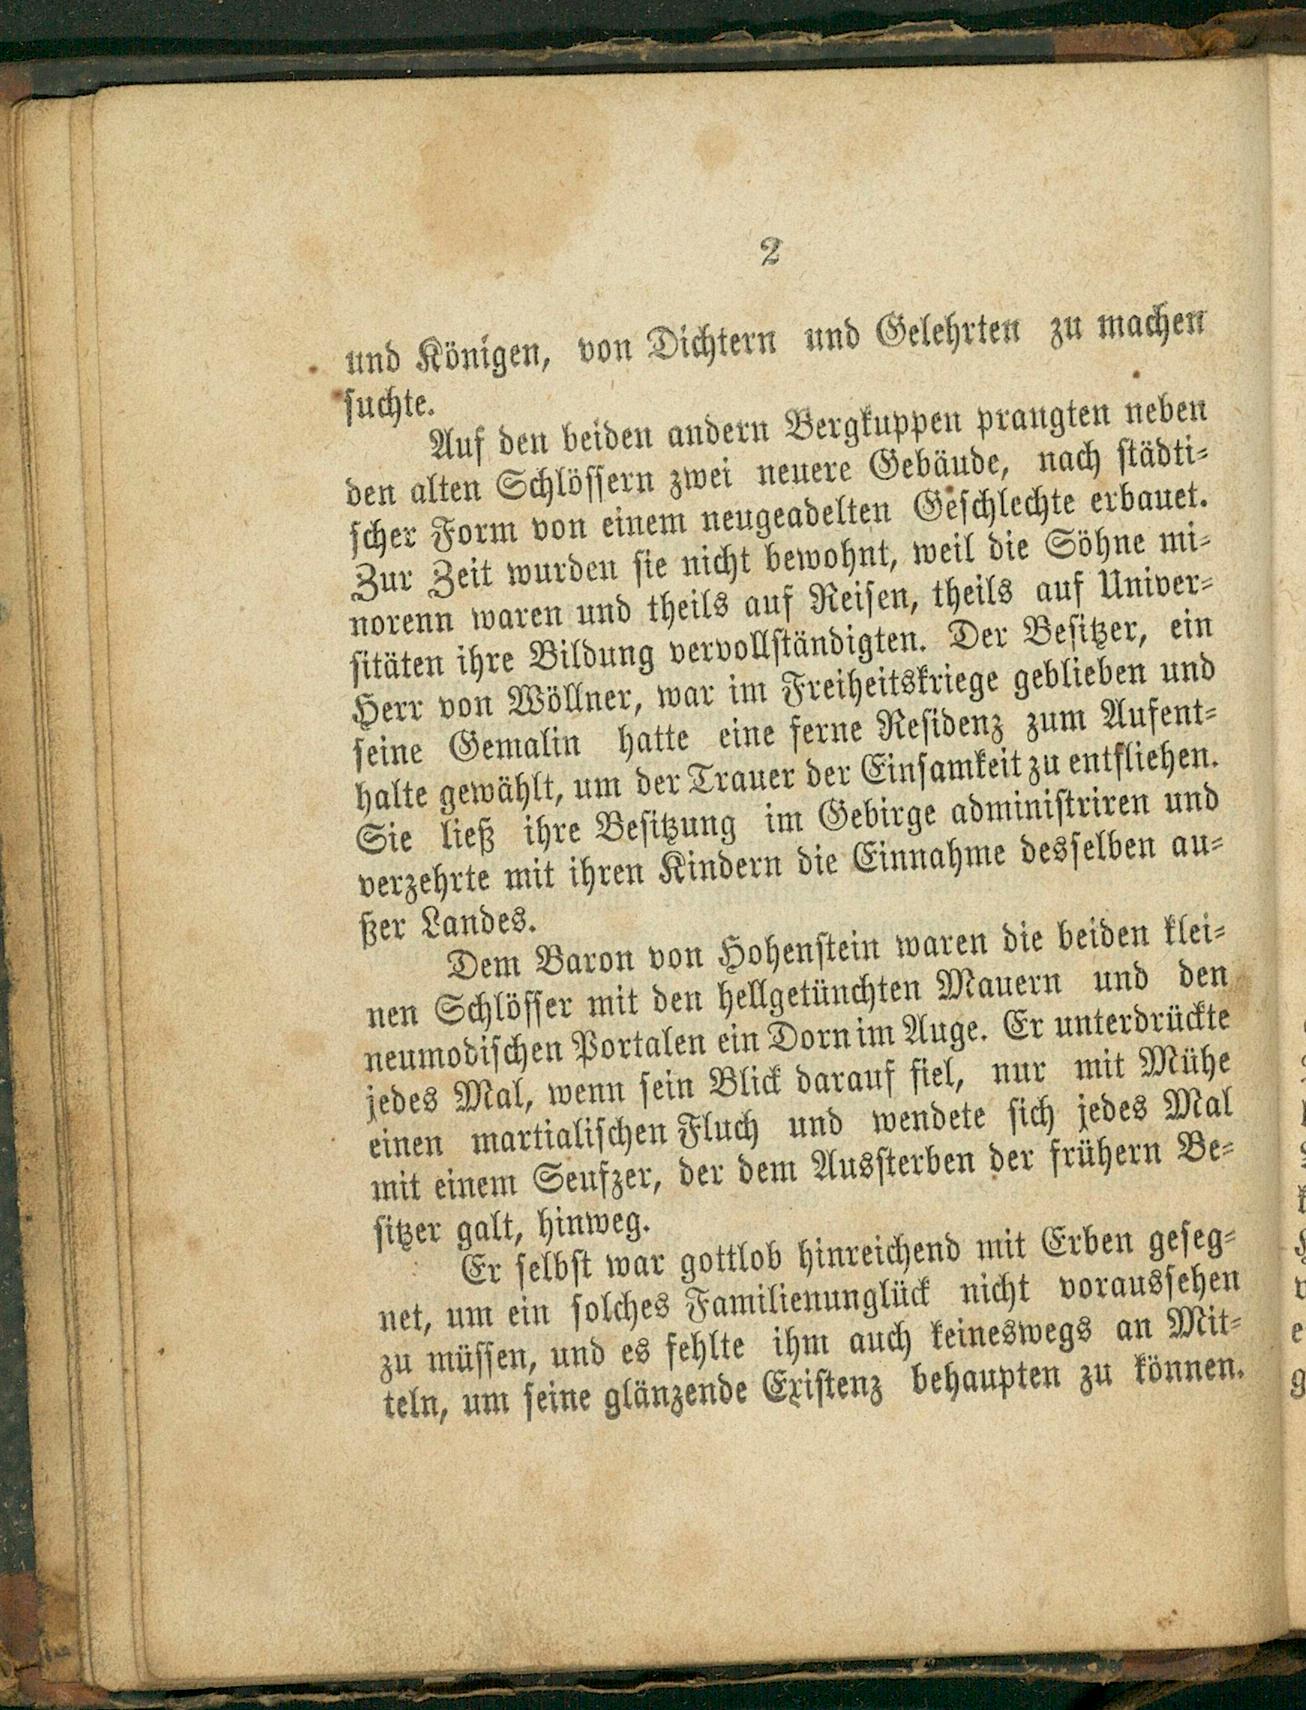 2
und Königen, von Dichtern und Gelehrten zu machen
suchte.
Auf den beiden andern Bergkuppen prangten neben
den alten Schlössern zwei neuere Gebäude, nach städti-
scher Form von einem neugeadelten Geschlechte erbauet.
Zur Zeit wurden sie nicht bewohnt, weil die Söhne mi-
norenn waren und theils auf Reisen, theils auf Univer-
sitäten ihre Bildung vervollständigten. Der Besitzer, ein
Herr von Wöllner, war im Freiheitskriege geblieben und
seine Gemalin hatte eine ferne Residenz zum Aufent-
halte gewählt, um der Trauer der Einsamkeit zu entfliehen.
Sie ließ ihre Besitzung im Gebirge administriren und
verzehrte mit ihren Kindern die Einnahme desselben au-
ßer Landes.
Dem Baron von Hohenstein waren die beiden klei-
nen Schlösser mit den hellgetünchten Mauern und den
neumodischen Portalen ein Dorn im Auge. Er unterdrückte
jedes Mal, wenn sein Blick darauf fiel, nur mit Mühe
einen martialischen Fluch und wendete sich jedes Mal
mit einem Seufzer, der dem Aussterben der frühern Be-
sitzer galt, hinweg.
Er selbst war gottlob hinreichend mit Erben geseg-
net, um ein solches Familienunglück nicht voraussehen
zu müssen, und es fehlte ihm auch keineswegs an Mit-
teln, um seine glänzende Existenz behaupten zu können.